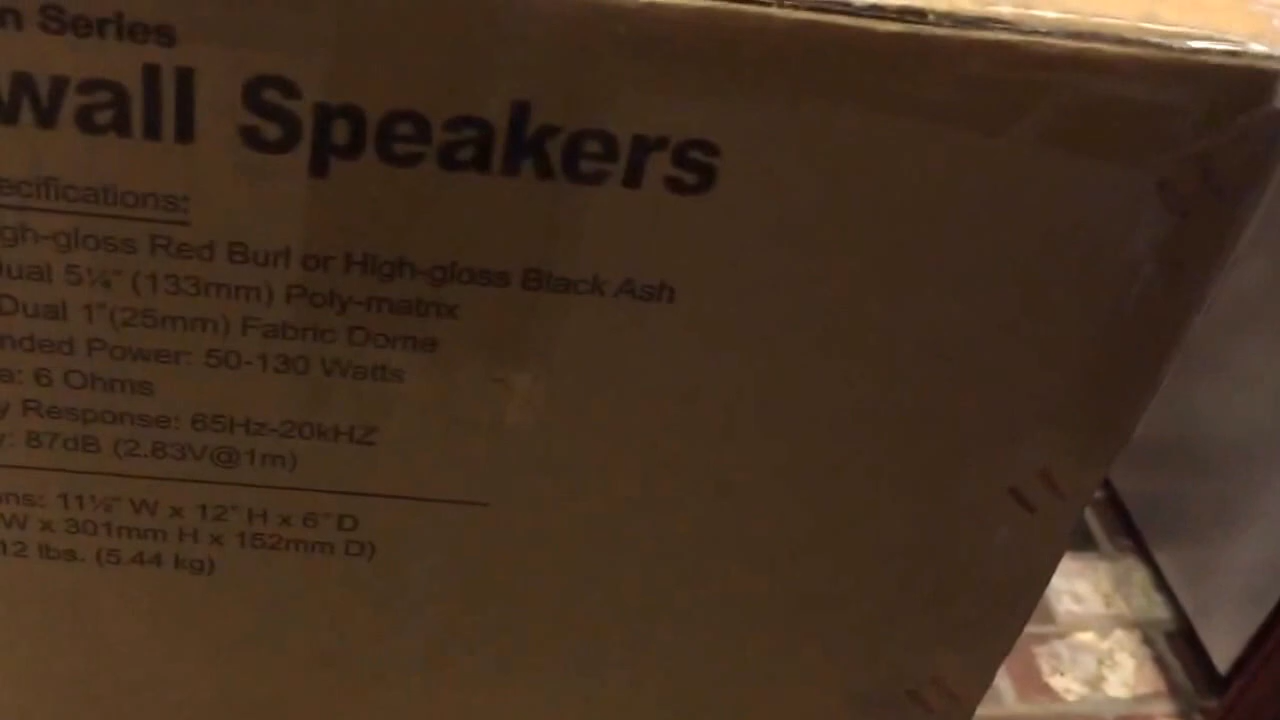 n Series
wall Speakers
ecifications:
gh-gloss Red Burl or High-gloss Black Ash
ual 5¼" (133mm) Poly-matrix
Dual 1"(25mm) Fabric Dome
nded Power: 50-130 Watts
a: 6 Ohms
y Response: 65Hz-20kHZ
y: 87dB (2.83V@1m)
ns: 11½" W x 12" H x 6" D
W x 301mm H x 152mm D)
12 lbs. (5.44 kg)